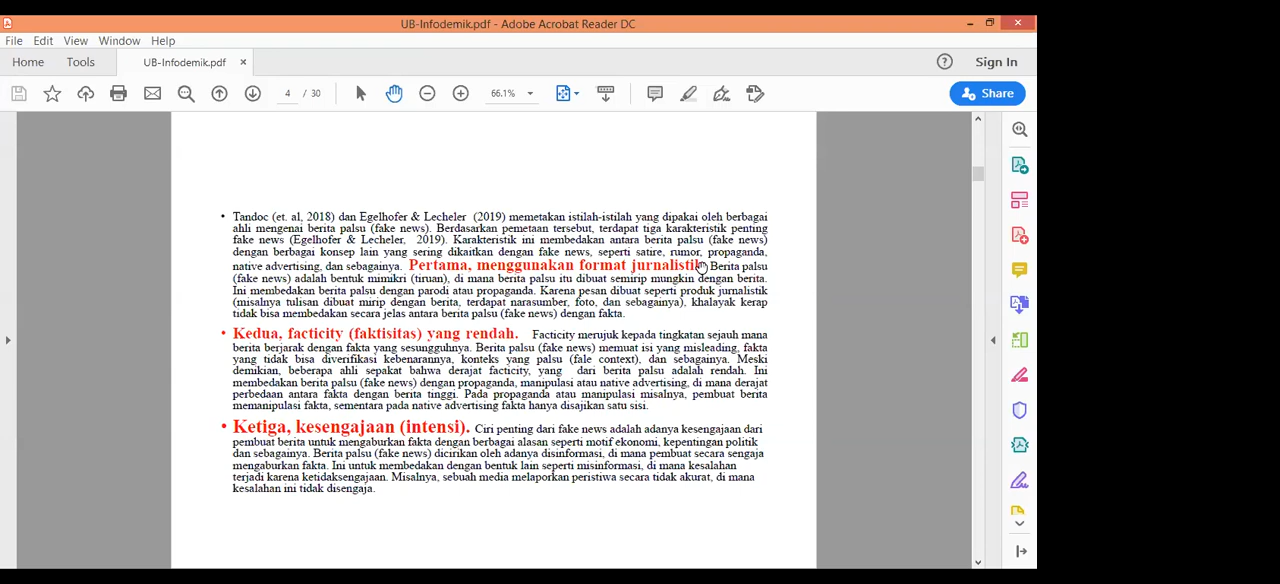 UB-Infodemik.pdf - Adobe Acrobat Reader DC
File Edit View Window Help
Home Tools UB-Infodemik.pdf × Sign In
4 / 30 66.1% Share
• Tandoc (et. al, 2018) dan Egelhofer & Lecheler (2019) memetakan istilah-istilah yang dipakai oleh berbagai
ahli mengenai berita palsu (fake news). Berdasarkan pemetaan tersebut, terdapat tiga karakteristik penting
fake news (Egelhofer & Lecheler, 2019). Karakteristik ini membedakan antara berita palsu (fake news)
dengan berbagai konsep lain yang sering dikaitkan dengan fake news, seperti satire, rumor, propaganda,
native advertising, dan sebagainya. Pertama, menggunakan format jurnalistik Berita palsu
(fake news) adalah bentuk mimikri (tiruan), di mana berita palsu itu dibuat semirip mungkin dengan berita.
Ini membedakan berita palsu dengan parodi atau propaganda. Karena pesan dibuat seperti produk jurnalistik
(misalnya tulisan dibuat mirip dengan berita, terdapat narasumber, foto, dan sebagainya), khalayak kerap
tidak bisa membedakan secara jelas antara berita palsu (fake news) dengan fakta.
• Kedua, facticity (faktisitas) yang rendah. Facticity merujuk kepada tingkatan sejauh mana
berita berjarak dengan fakta yang sesungguhnya. Berita palsu (fake news) memuat isi yang misleading, fakta
yang tidak bisa diverifikasi kebenarannya, konteks yang palsu (fale context), dan sebagainya. Meski
demikian, beberapa ahli sepakat bahwa derajat facticity, yang dari berita palsu adalah rendah. Ini
membedakan berita palsu (fake news) dengan propaganda, manipulasi atau native advertising, di mana derajat
perbedaan antara fakta dengan berita tinggi. Pada propaganda atau manipulasi misalnya, pembuat berita
memanipulasi fakta, sementara pada native advertising fakta hanya disajikan satu sisi.
• Ketiga, kesengajaan (intensi). Ciri penting dari fake news adalah adanya kesengajaan dari
pembuat berita untuk mengaburkan fakta dengan berbagai alasan seperti motif ekonomi, kepentingan politik
dan sebagainya. Berita palsu (fake news) dicirikan oleh adanya disinformasi, di mana pembuat secara sengaja
mengaburkan fakta. Ini untuk membedakan dengan bentuk lain seperti misinformasi, di mana kesalahan
terjadi karena ketidaksengajaan. Misalnya, sebuah media melaporkan peristiwa secara tidak akurat, di mana
kesalahan ini tidak disengaja.